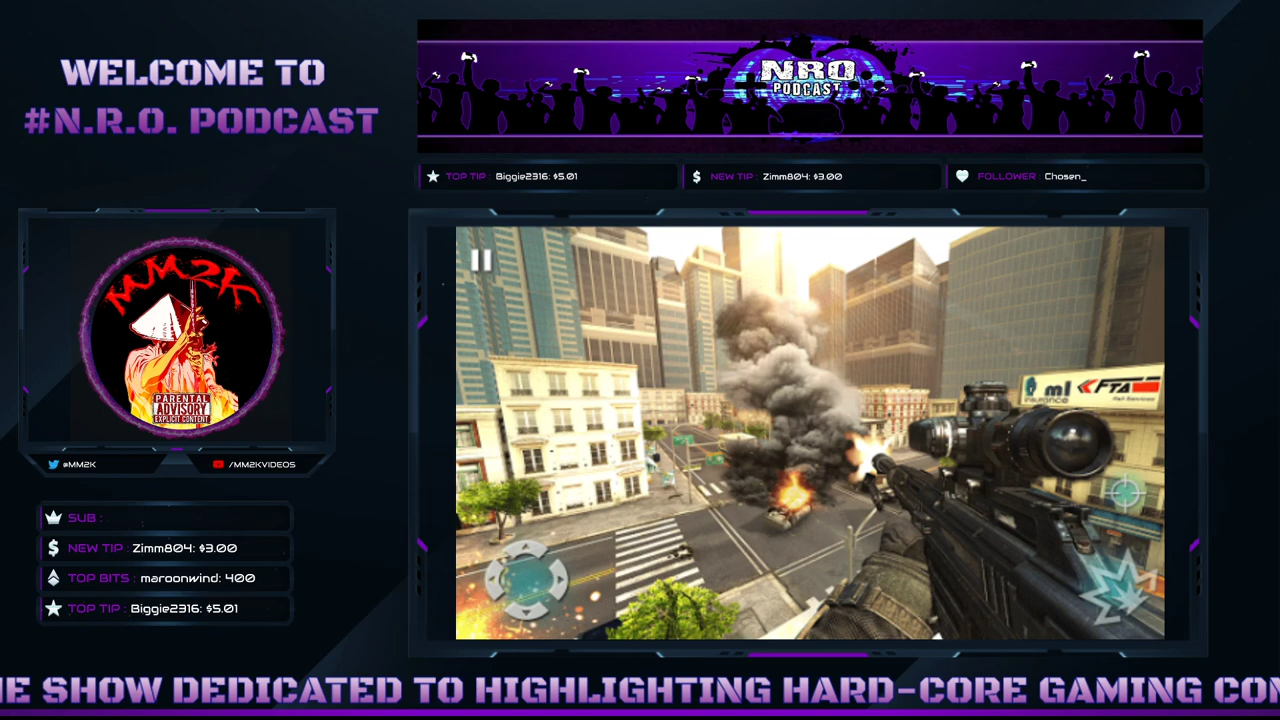 WELCOME TO
#N.R.O. PODCAST
NRO
PODCAST
TOP TIP : Biggie2316: $5.01
NEW TIP : Zimm804: $3.00
FOLLOWER : Chosen_
MM2K
PARENTAL
ADVISORY
EXPLICIT CONTENT
@MM2K
/MM2KVIDEOS
SUB :
NEW TIP : Zimm804: $3.00
TOP BITS : maroonwind: 400
TOP TIP : Biggie2316: $5.01
ml
insurance
FTA
E SHOW DEDICATED TO HIGHLIGHTING HARD-CORE GAMING CON